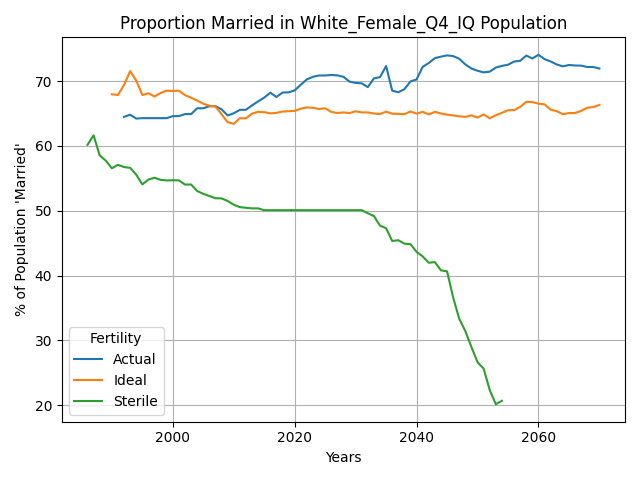 Proportion Married in White_Female_Q4_IQ Population
% of Population 'Married'
70
60
50
40
30
20
Fertility
Actual
Ideal
Sterile
2000 2020 2040 2060
Years